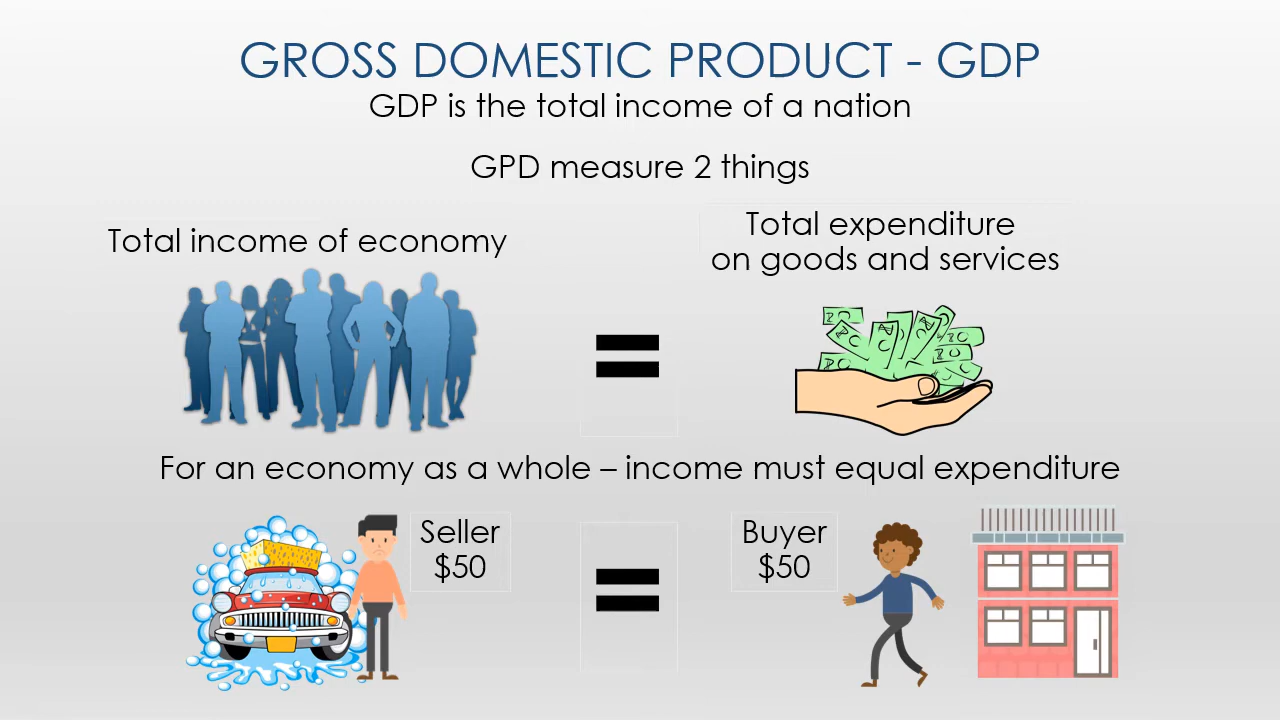 GROSS DOMESTIC PRODUCT - GDP
GDP is the total income of a nation
GPD measure 2 things
Total income of economy
Total expenditure
on goods and services
For an economy as a whole – income must equal expenditure
Seller
$50
Buyer
$50